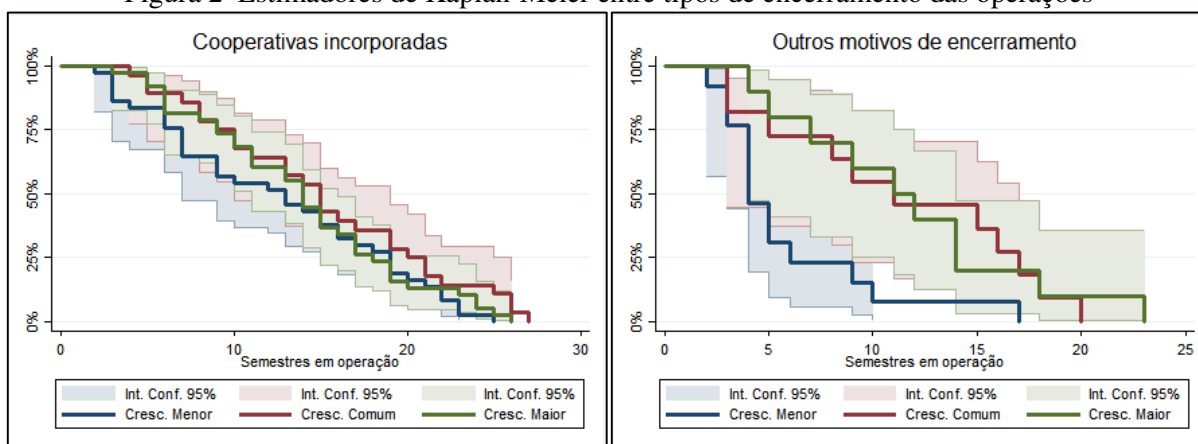 Figura 2- Estimadores de Kaplan-Meier entre tipos de encerramento das operações
Cooperativas incorporadas
100%
75%
50%
25%
0%
0
10
20
30
Semestres em operação
Int. Conf. 95%
Int. Conf. 95%
Int. Conf. 95%
Cresc. Menor
Cresc. Comum
Cresc. Maior
Outros motivos de encerramento
100%
75%
50%
25%
0%
0
5
10
15
20
25
Semestres em operação
Int. Conf. 95%
Int. Conf. 95%
Int. Conf. 95%
Cresc. Menor
Cresc. Comum
Cresc. Maior